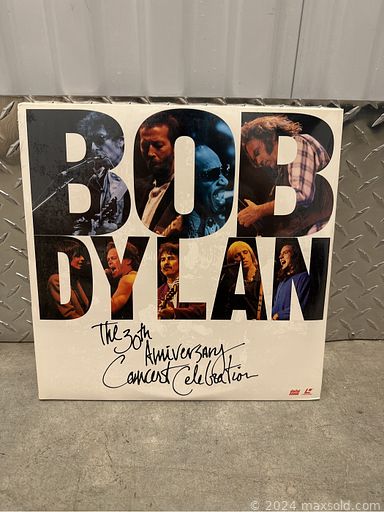 BOB
DYLAN
The 30th
Anniversary
Concert Celebration
© 2024 maxsold.com